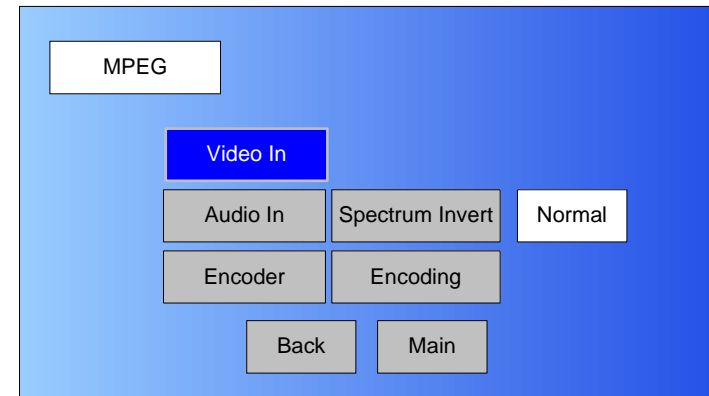 MPEG
Video In
Audio In
Spectrum Invert
Normal
Encoder
Encoding
Back
Main